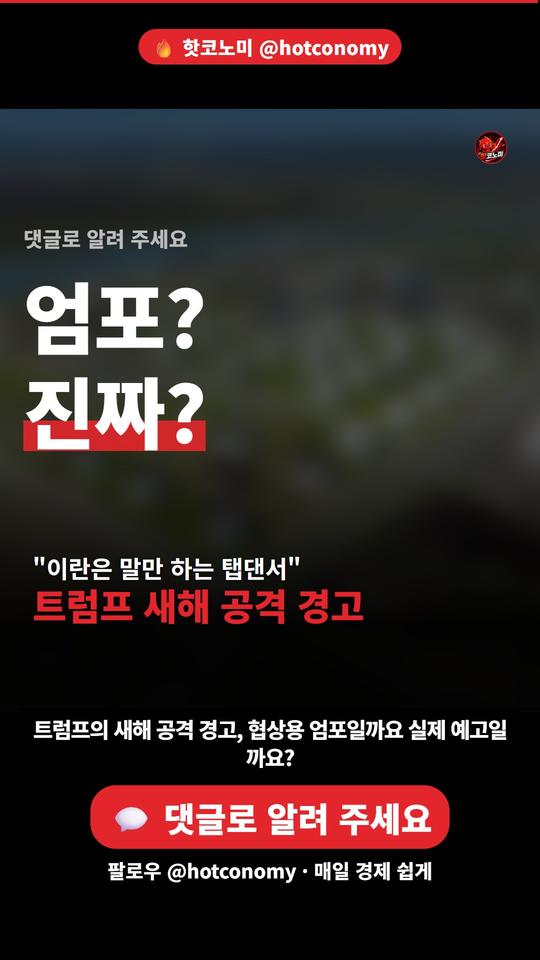 🔥 핫코노미 @hotconomy
코노미
댓글로 알려 주세요
엄포?
진짜?
"이란은 말만 하는 탭댄서"
트럼프 새해 공격 경고
트럼프의 새해 공격 경고, 협상용 엄포일까요 실제 예고일
까요?
💬 댓글로 알려 주세요
팔로우 @hotconomy · 매일 경제 쉽게